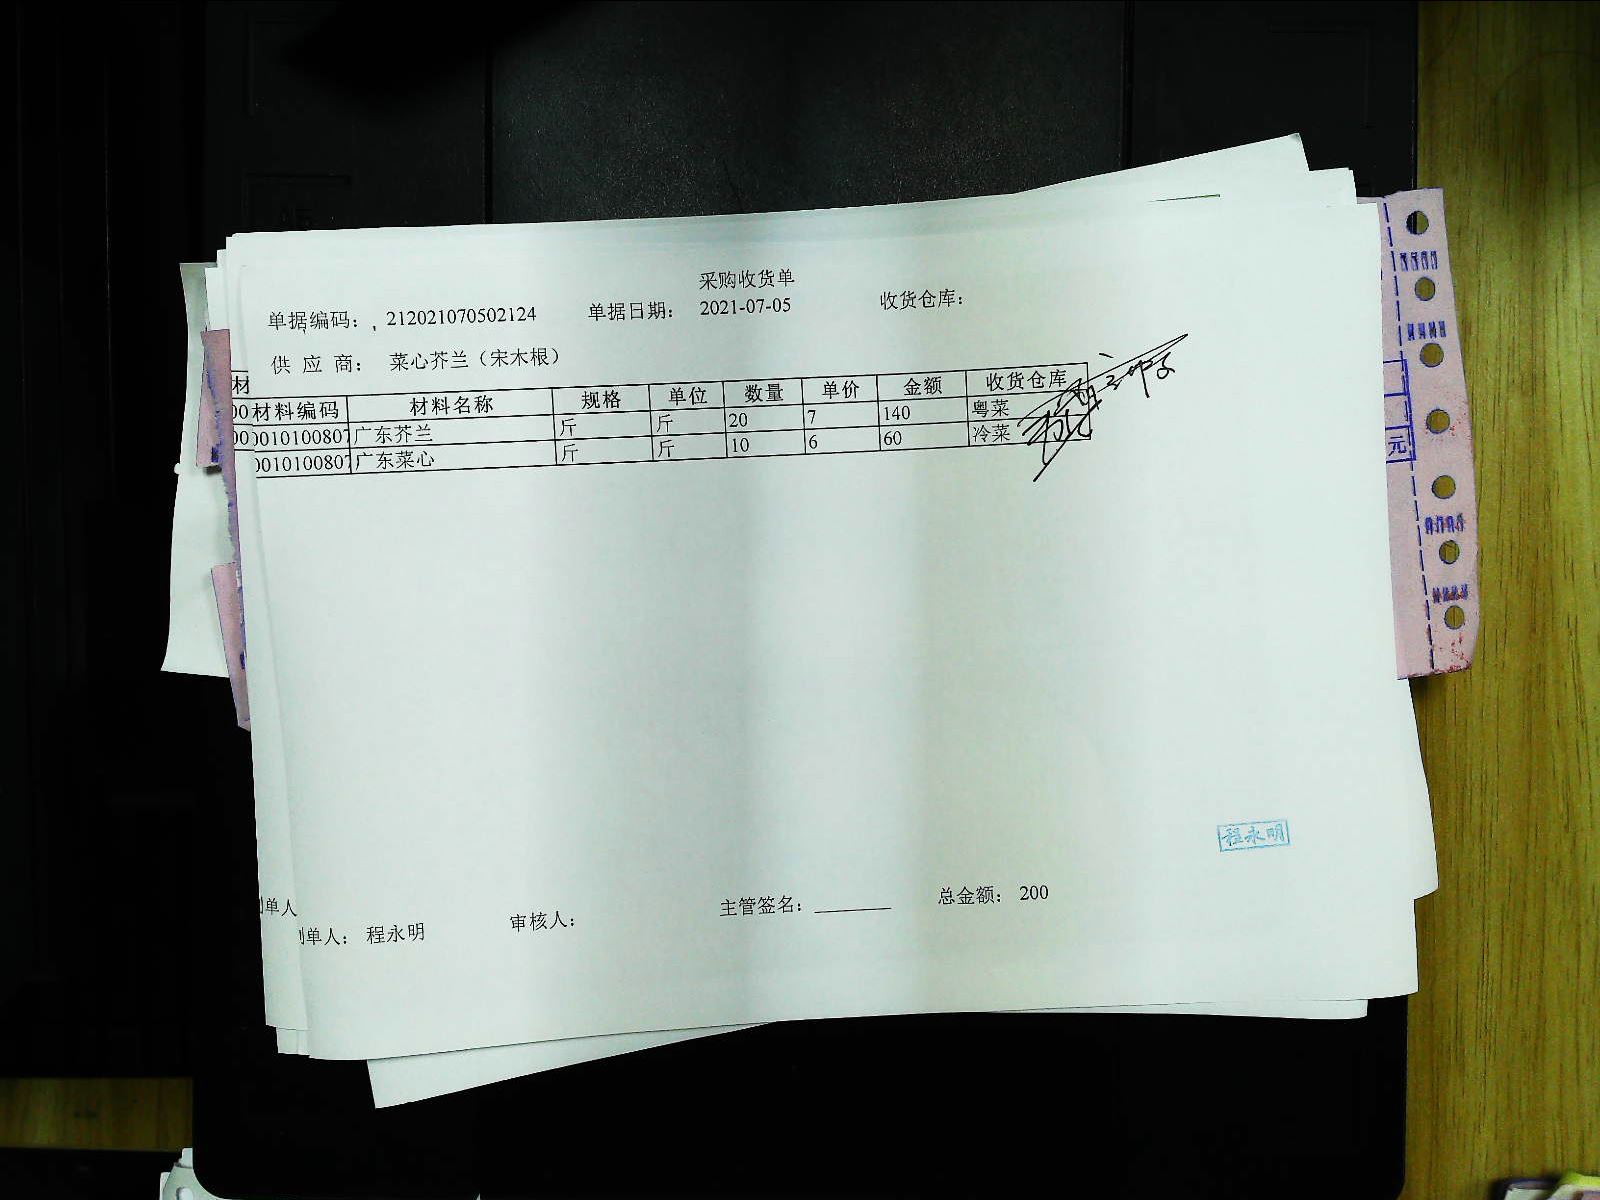 采购收货单
单据编码： 212021070502124 单据日期： 2021-07-05 收货仓库：
供 应 商： 菜心芥兰（宋木根）
材
材料编码 材料名称 规格 单位 数量 单价 金额 收货仓库
0010100807 广东芥兰 斤 斤 20 7 140 粤菜
0010100807 广东菜心 斤 斤 10 6 60 冷菜
元
程永明
单人
单人： 程永明 审核人： 主管签名： 总金额： 200